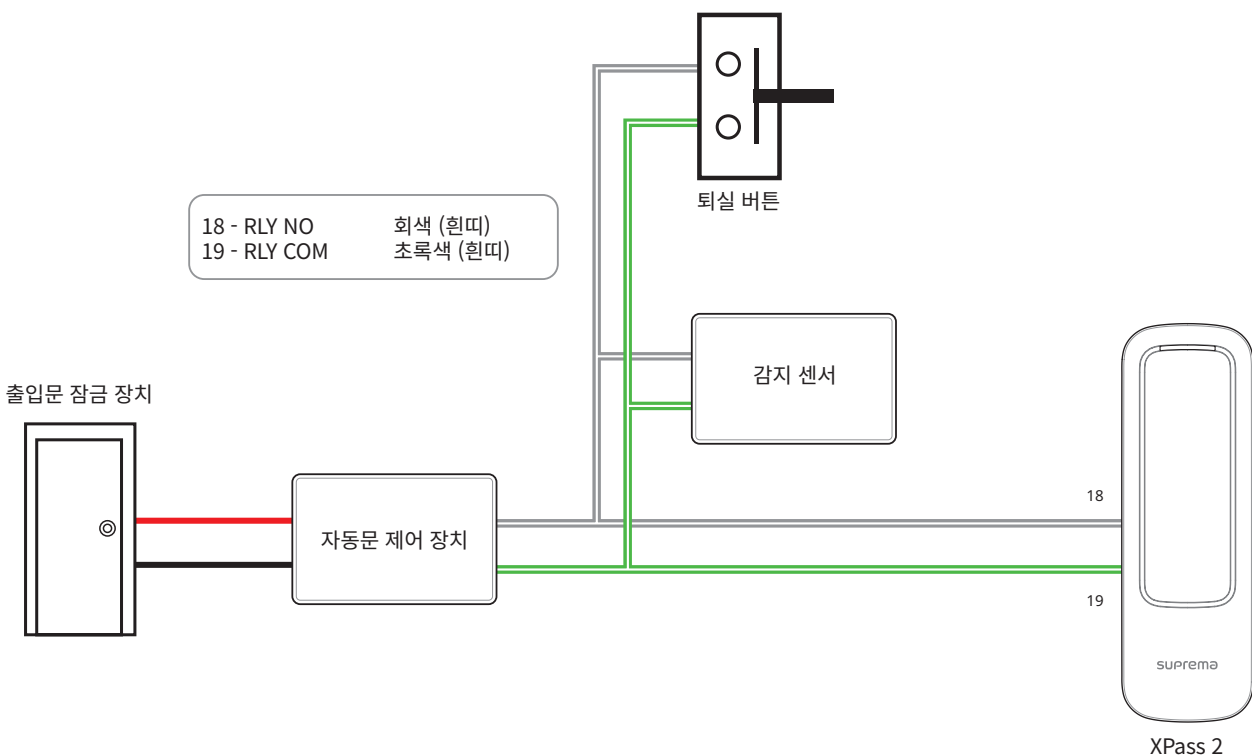 퇴실 버튼
18 - RLY NO 회색 (흰띠)
19 - RLY COM 초록색 (흰띠)
감지 센서
출입문 잠금 장치
18
자동문 제어 장치
19
suprema
XPass 2